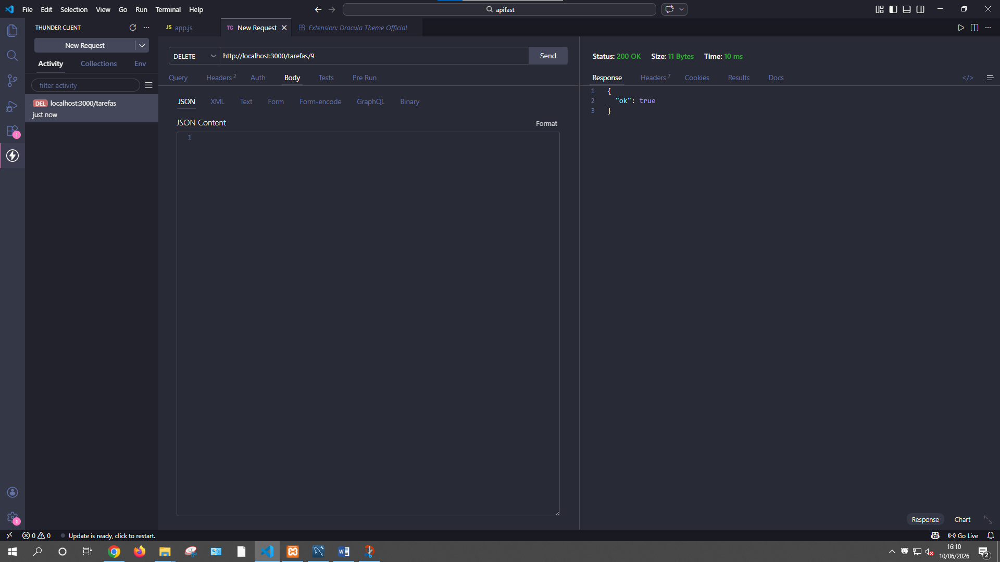 File Edit Selection View Go Run Terminal Help
apifast
THUNDER CLIENT
New Request
Activity Collections Env
filter activity
DEL localhost:3000/tarefas
just now
JS app.js
TC New Request
Extension: Dracula Theme Official
DELETE http://localhost:3000/tarefas/9 Send
Query Headers 2 Auth Body Tests Pre Run
JSON XML Text Form Form-encode GraphQL Binary
JSON Content
Format
1
Status: 200 OK Size: 11 Bytes Time: 10 ms
Response Headers 7 Cookies Results Docs </>
1 {
2 "ok": true
3 }
Response Chart
1
1
0 0 Update is ready, click to restart.
Go Live
16:10
10/06/2026
2